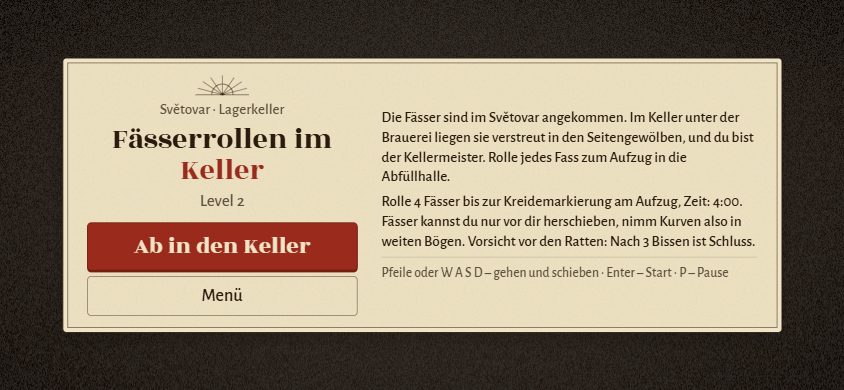 Světovar · Lagerkeller
Fässerrollen im
Keller
Level 2
Ab in den Keller
Menü
Die Fässer sind im Světovar angekommen. Im Keller unter der
Brauerei liegen sie verstreut in den Seitengewölben, und du bist
der Kellermeister. Rolle jedes Fass zum Aufzug in die
Abfüllhalle.
Rolle 4 Fässer bis zur Kreidemarkierung am Aufzug, Zeit: 4:00.
Fässer kannst du nur vor dir herschieben, nimm Kurven also in
weiten Bögen. Vorsicht vor den Ratten: Nach 3 Bissen ist Schluss.
Pfeile oder W A S D – gehen und schieben · Enter – Start · P – Pause